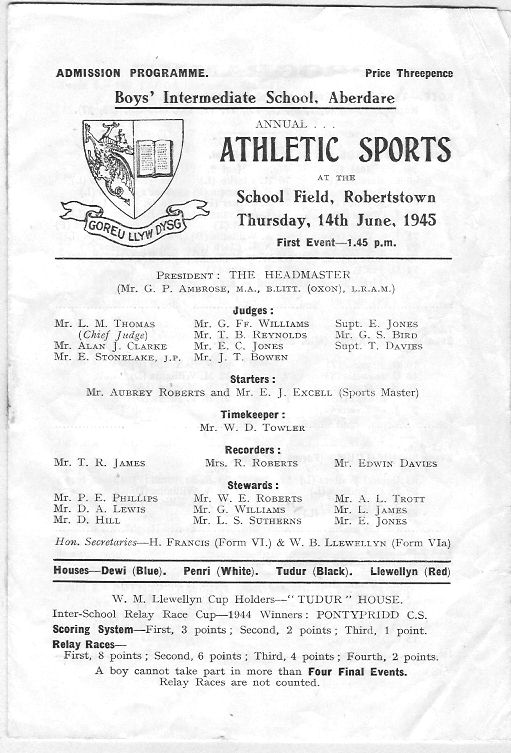 ADMISSION PROGRAMME. Price Threepence
Boys' Intermediate School, Aberdare
ANNUAL . . .
ATHLETIC SPORTS
AT THE
School Field, Robertstown
Thursday, 14th June, 1945
First Event—1.45 p.m.
GOREU LLYW DYSG
PRESIDENT : THE HEADMASTER
(MR. G. P. AMBROSE, M.A., B.LITT. (OXON), L.R.A.M.)
Judges :
MR. L. M. THOMAS MR. G. FF. WILLIAMS SUPT. E. JONES
(Chief Judge) MR. T. B. REYNOLDS MR. G. S. BIRD
MR. ALAN J. CLARKE MR. E. C. JONES SUPT. T. DAVIES
MR. E. STONELAKE, J.P. MR. J. T. BOWEN
Starters :
MR. AUBREY ROBERTS and MR. E. J. EXCELL (Sports Master)
Timekeeper :
MR. W. D. TOWLER
Recorders :
MR. T. R. JAMES MRS. R. ROBERTS MR. EDWIN DAVIES
Stewards :
MR. P. E. PHILLIPS MR. W. E. ROBERTS MR. A. L. TROTT
MR. D. A. LEWIS MR. G. WILLIAMS MR. L. JAMES
MR. D. HILL MR. L. S. SUTHERNS MR. E. JONES
Hon. Secretaries—H. FRANCIS (Form VI.) & W. B. LLEWELLYN (Form VIa)
Houses—Dewi (Blue). Penri (White). Tudur (Black). Llewellyn (Red)
W. M. Llewellyn Cup Holders—" TUDUR " HOUSE.
Inter-School Relay Race Cup—1944 Winners : PONTYPRIDD C.S.
Scoring System—First, 3 points ; Second, 2 points ; Third, 1 point.
Relay Races—
First, 8 points ; Second, 6 points ; Third, 4 points ; Fourth, 2 points.
A boy cannot take part in more than Four Final Events.
Relay Races are not counted.